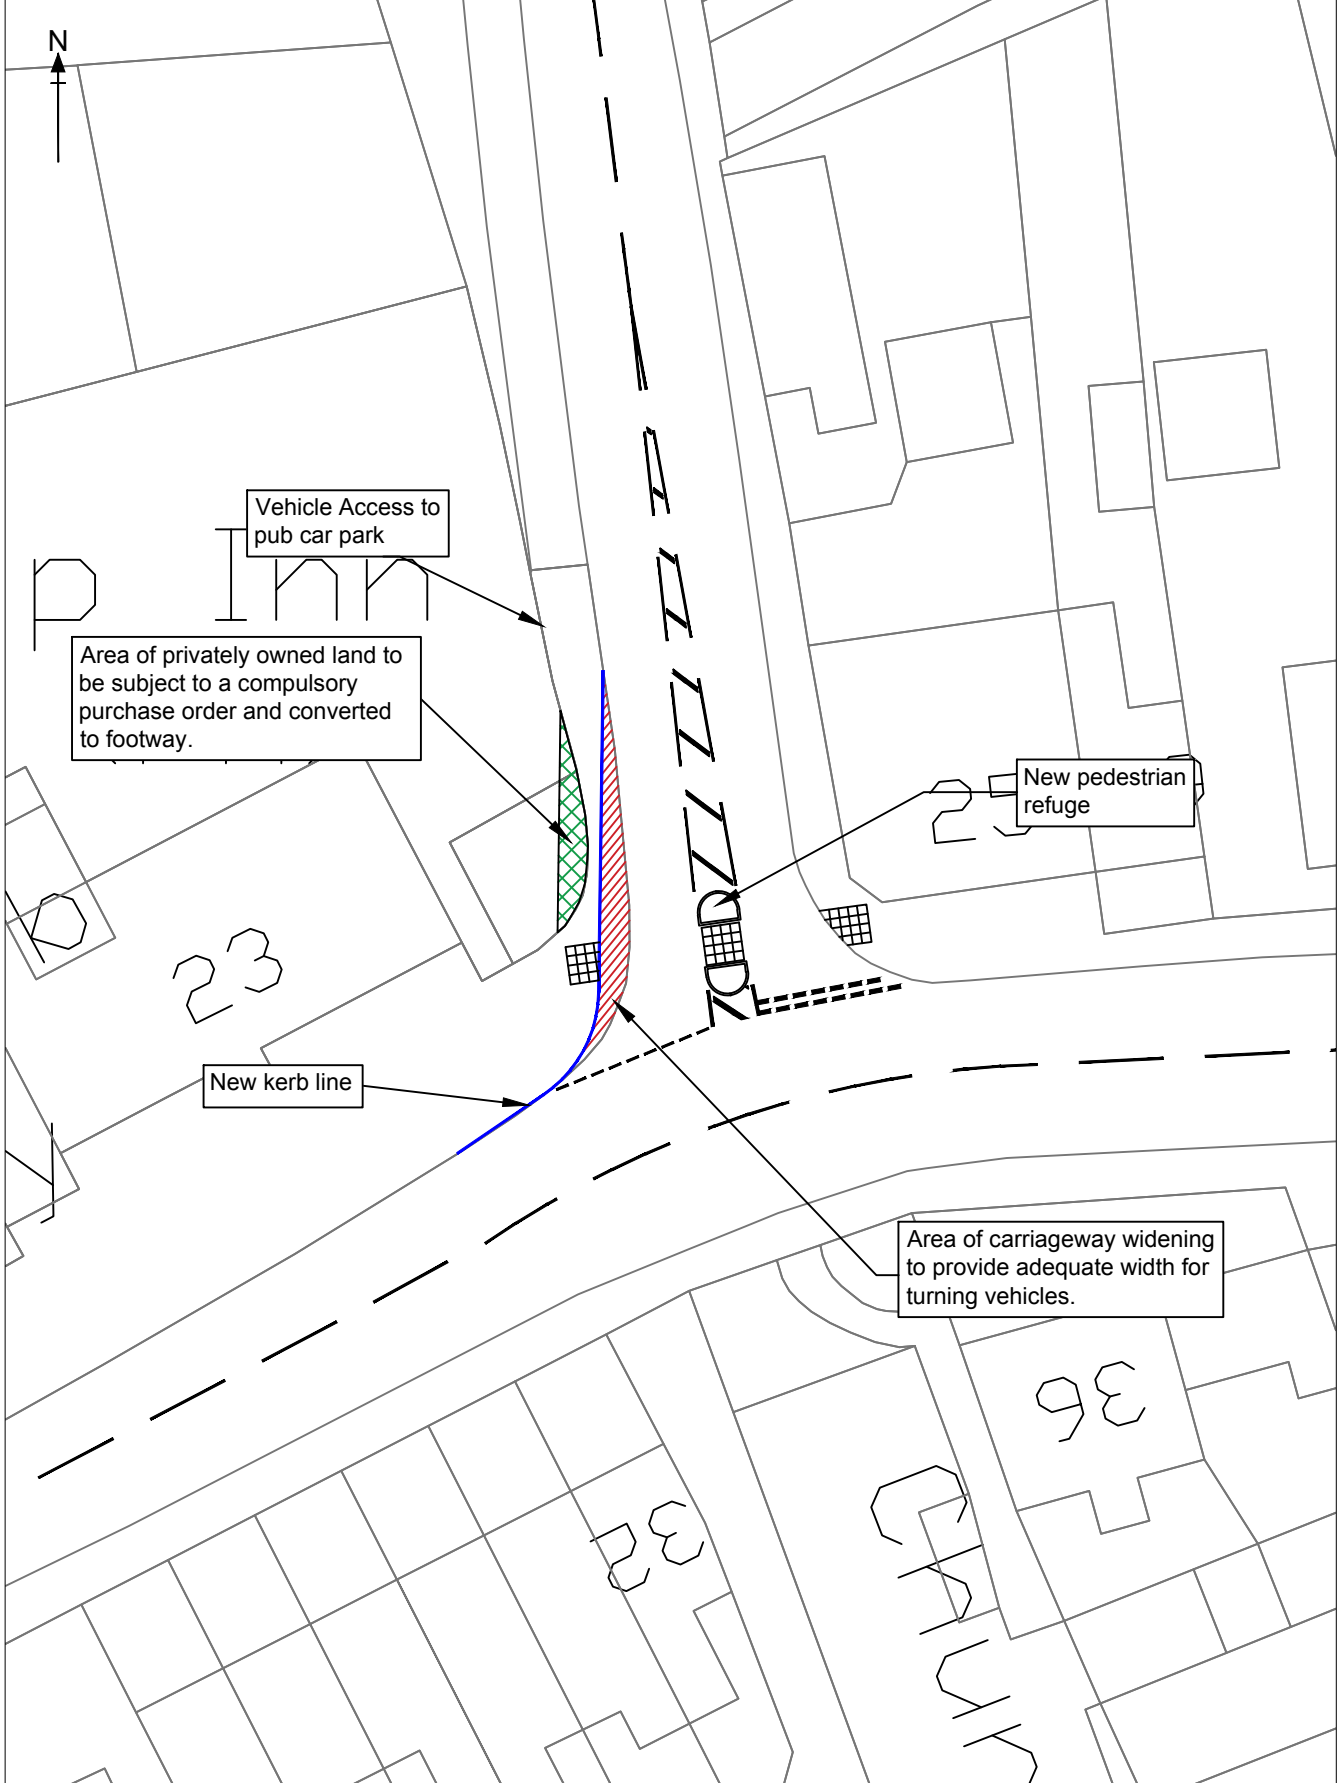 N
Vehicle Access to
pub car park
p Inn
Area of privately owned land to
be subject to a compulsory
purchase order and converted
to footway.
New pedestrian
refuge
23
New kerb line
Area of carriageway widening
to provide adequate width for
turning vehicles.
36
32
Chur